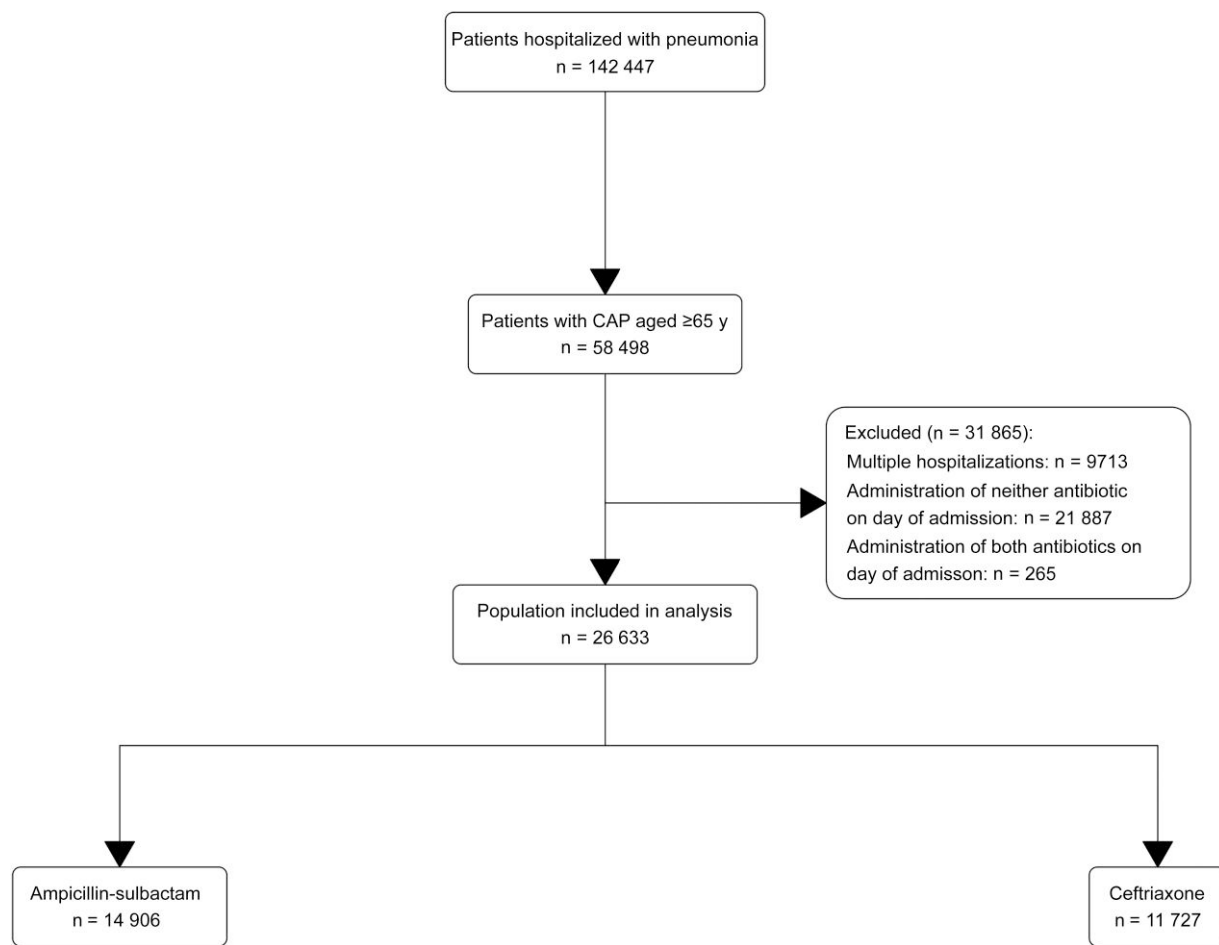 Patients hospitalized with pneumonia
n = 142 447
Patients with CAP aged ≥65 y
n = 58 498
Excluded (n = 31 865):
Multiple hospitalizations: n = 9713
Administration of neither antibiotic
on day of admission: n = 21 887
Administration of both antibiotics on
day of admisson: n = 265
Population included in analysis
n = 26 633
Ampicillin-sulbactam
n = 14 906
Ceftriaxone
n = 11 727